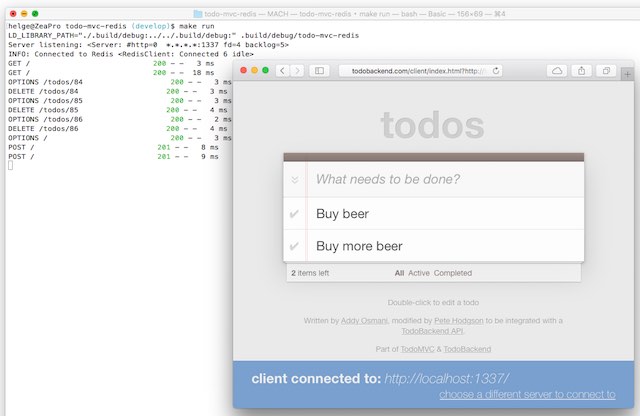 todo-mvc-redis — MACH — todo-mvc-redis • make run — bash — Basic — 156×69 — ⌘4
helge@ZeaPro todo-mvc-redis (develop)$ make run
LD_LIBRARY_PATH="./.build/debug:../../.build/debug:" .build/debug/todo-mvc-redis
Server listening: <Server: #http=0 *.*.*.*:1337 fd=4 backlog=5>
INFO: Connected to Redis <RedisClient: Connected 6 idle>
GET / 200 - - 3 ms
GET / 200 - - 18 ms
OPTIONS /todos/84 200 - - 3 ms
DELETE /todos/84 200 - - 3 ms
OPTIONS /todos/85 200 - - 3 ms
DELETE /todos/85 200 - - 4 ms
OPTIONS /todos/86 200 - - 2 ms
DELETE /todos/86 200 - - 4 ms
OPTIONS / 200 - - 3 ms
POST / 201 - - 8 ms
POST / 201 - - 9 ms
todobackend.com/client/index.html?http://
todos
What needs to be done?
Buy beer
Buy more beer
2 items left All Active Completed
Double-click to edit a todo
Written by Addy Osmani, modified by Pete Hodgson to be integrated with a
TodoBackend API.
Part of TodoMVC & TodoBackend
client connected to: http://localhost:1337/
choose a different server to connect to